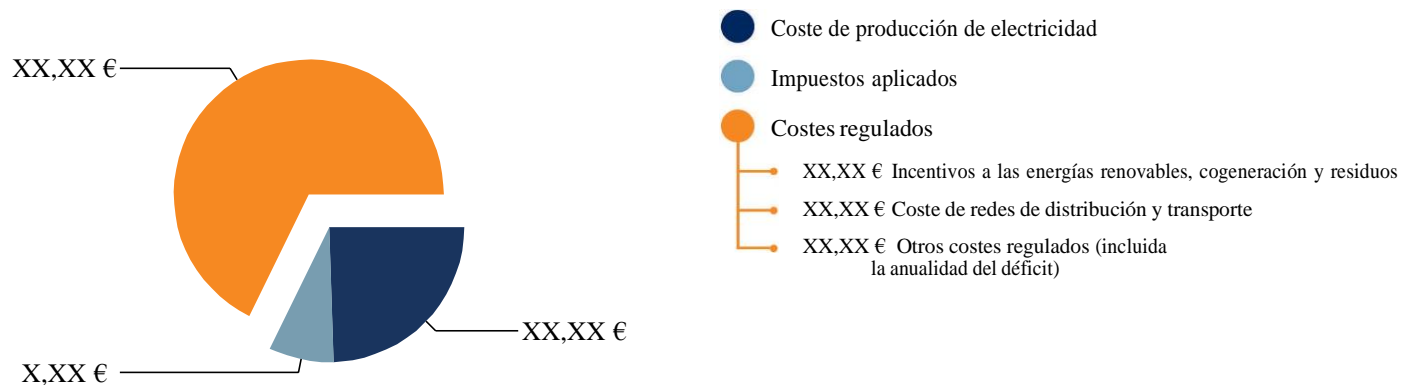 XX,XX €
XX,XX €
X,XX €
Coste de producción de electricidad
Impuestos aplicados
Costes regulados
XX,XX € Incentivos a las energías renovables, cogeneración y residuos
XX,XX € Coste de redes de distribución y transporte
XX,XX € Otros costes regulados (incluida
la anualidad del déficit)